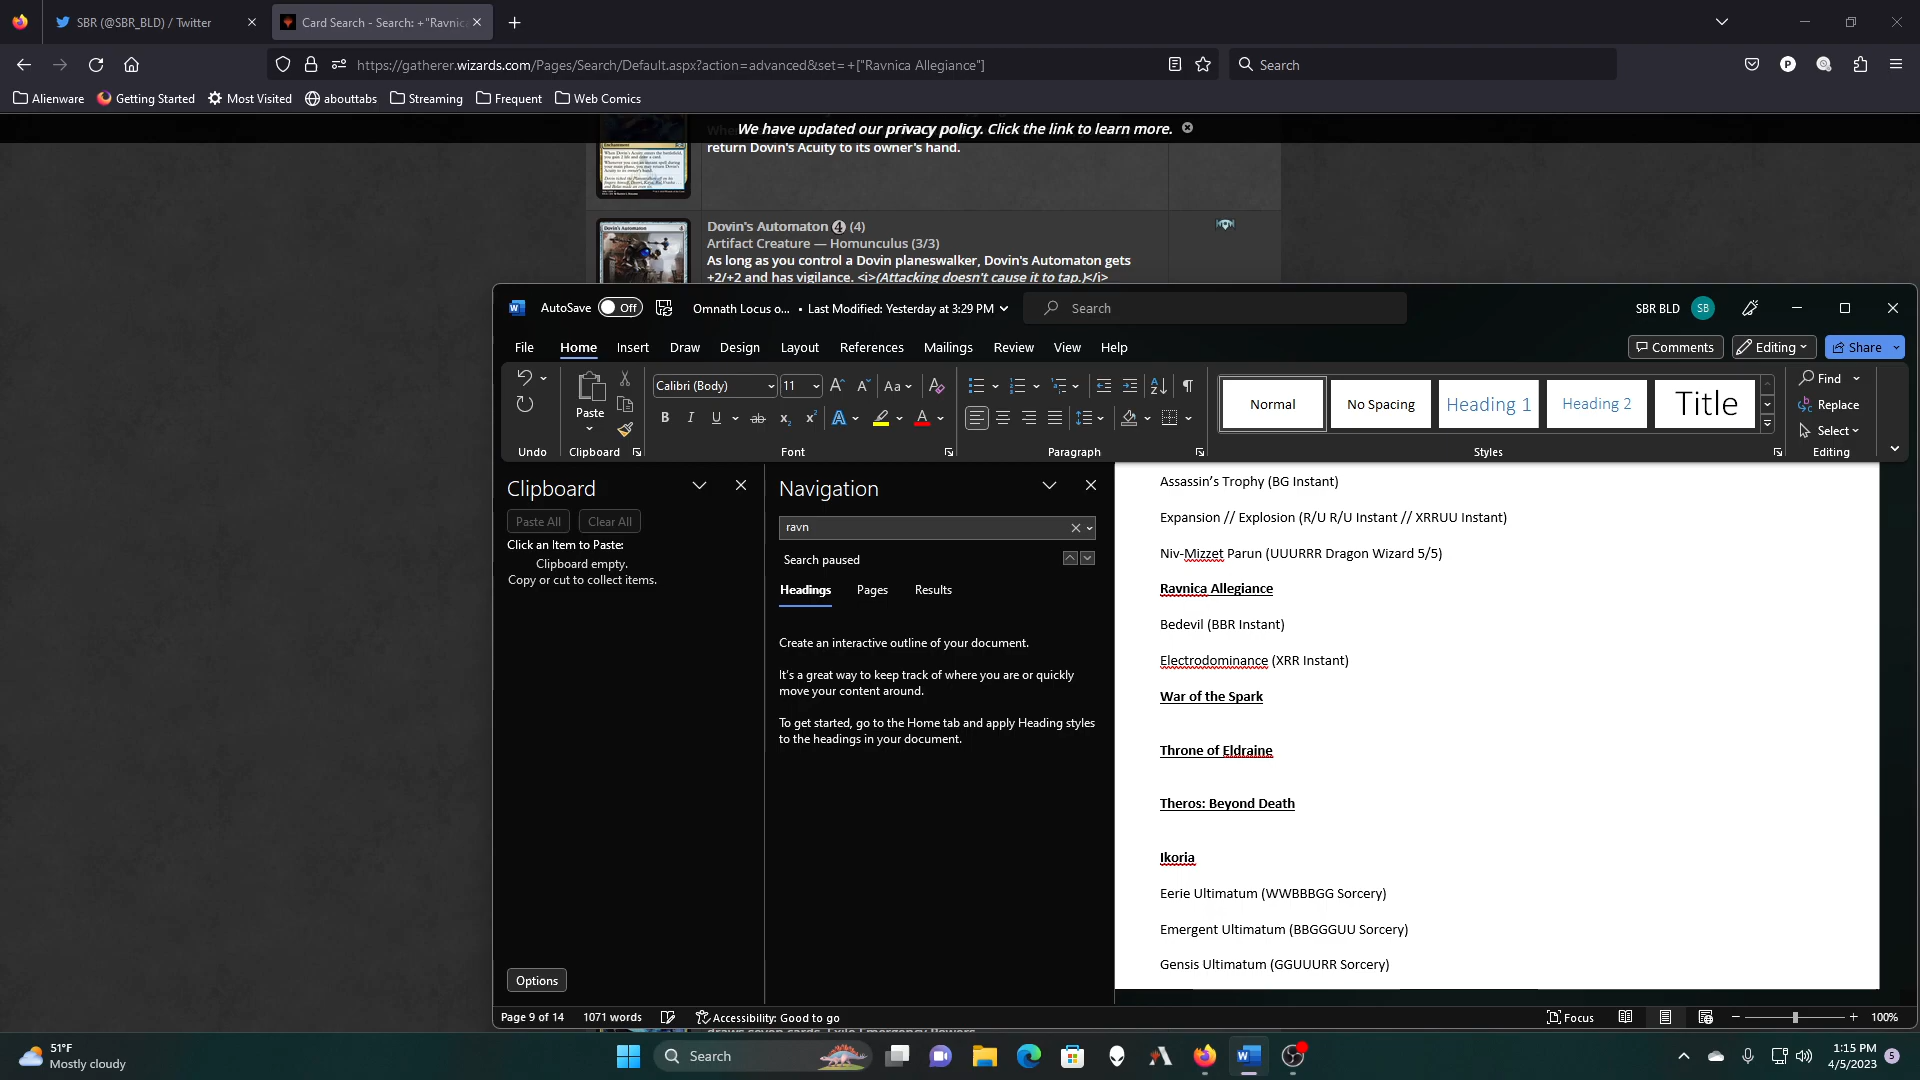 SBR (@SBR_BLD) / Twitter
Card Search - Search: +"Ravnica
https://gatherer.wizards.com/Pages/Search/Default.aspx?action=advanced&set=+["Ravnica Allegiance"]
Search
Alienware
Getting Started
Most Visited
abouttabs
Streaming
Frequent
Web Comics
We have updated our privacy policy. Click the link to learn more.
return Dovin's Acuity to its owner's hand.
Dovin's Automaton 4 (4)
Artifact Creature — Homunculus (3/3)
As long as you control a Dovin planeswalker, Dovin's Automaton gets
+2/+2 and has vigilance. <i>(Attacking doesn't cause it to tap.)</i>
AutoSave Off
Omnath Locus o... • Last Modified: Yesterday at 3:29 PM
Search
SBR BLD SB
File Home Insert Draw Design Layout References Mailings Review View Help
Comments Editing Share
Paste
Calibri (Body) 11
Normal
No Spacing
Heading 1
Heading 2
Title
Find
Replace
Select
Undo Clipboard Font Paragraph Styles Editing
Clipboard
Paste All Clear All
Click an Item to Paste:
Clipboard empty.
Copy or cut to collect items.
Options
Navigation
ravn
Search paused
Headings Pages Results
Create an interactive outline of your document.
It's a great way to keep track of where you are or quickly
move your content around.
To get started, go to the Home tab and apply Heading styles
to the headings in your document.
Assassin's Trophy (BG Instant)
Expansion // Explosion (R/U R/U Instant // XRRUU Instant)
Niv-Mizzet Parun (UUURRR Dragon Wizard 5/5)
Ravnica Allegiance
Bedevil (BBR Instant)
Electrodominance (XRR Instant)
War of the Spark
Throne of Eldraine
Theros: Beyond Death
Ikoria
Eerie Ultimatum (WWBBBGG Sorcery)
Emergent Ultimatum (BBGGGUU Sorcery)
Gensis Ultimatum (GGUUURR Sorcery)
Page 9 of 14
1071 words
Accessibility: Good to go
Focus
100%
51°F
Mostly cloudy
Search
1:15 PM
4/5/2023
5